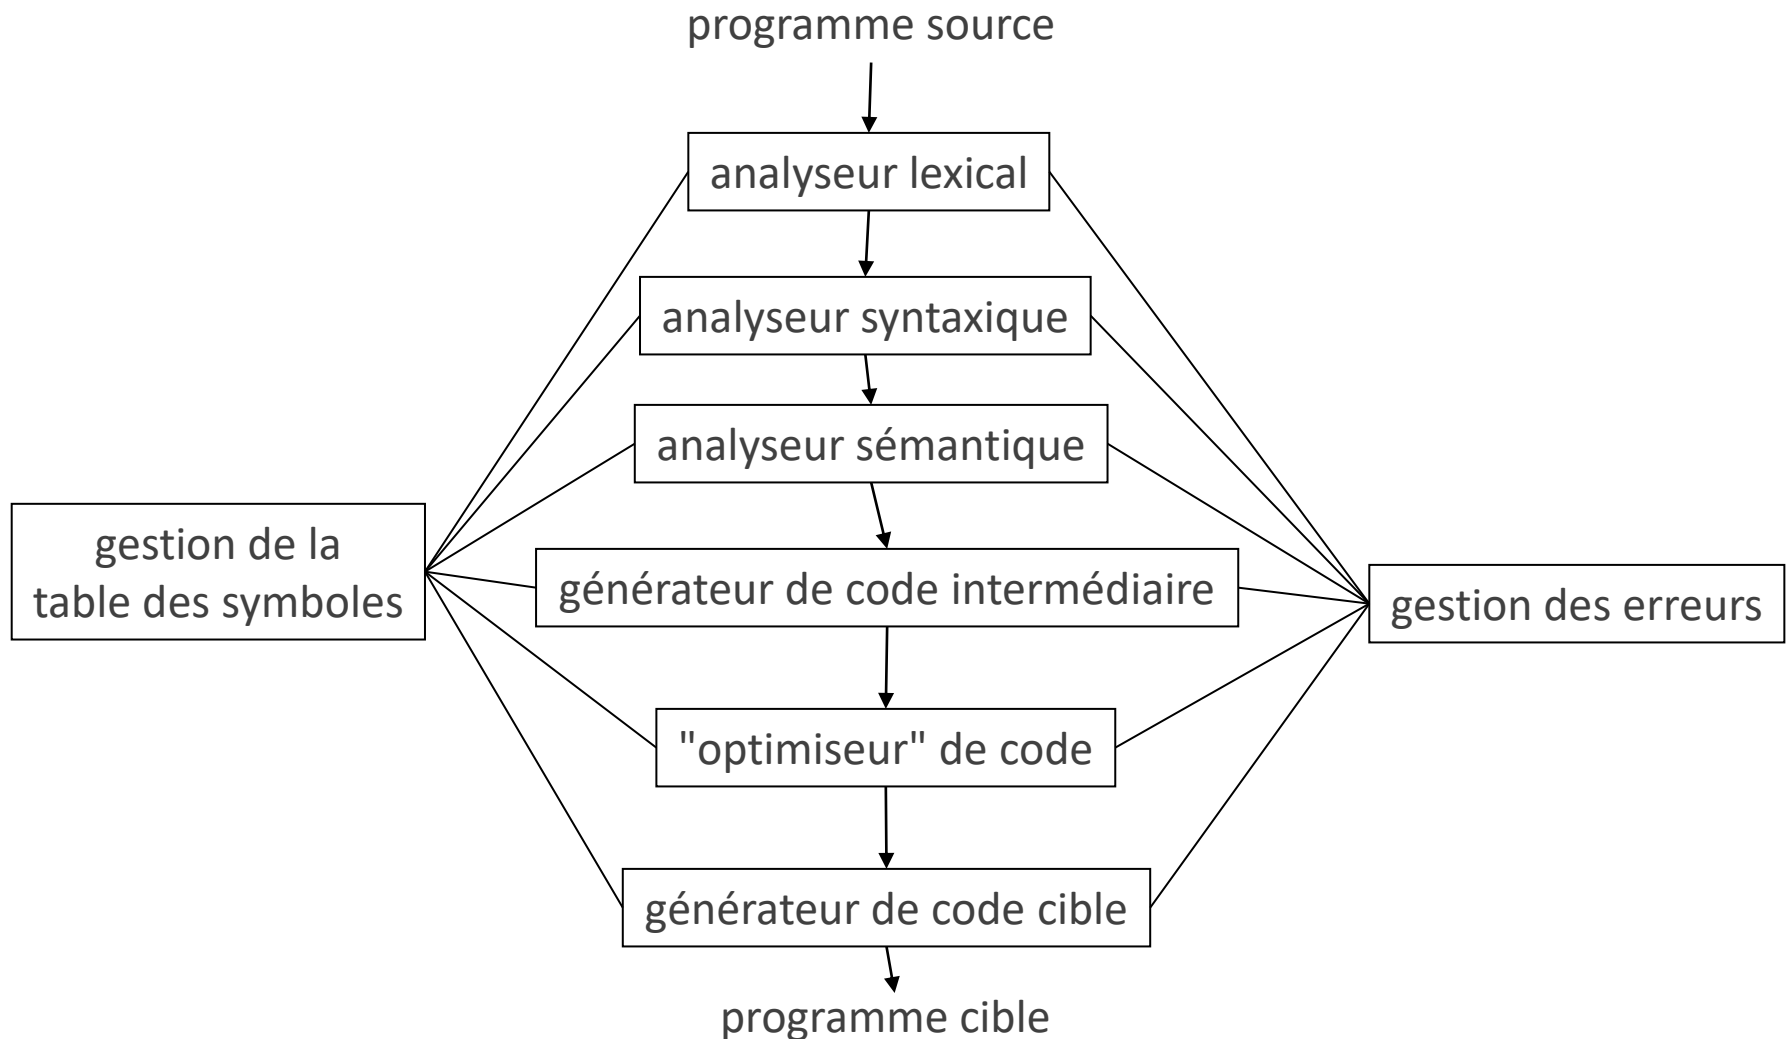 programme source
analyseur lexical
analyseur syntaxique
analyseur sémantique
gestion de la
table des symboles
générateur de code intermédiaire
gestion des erreurs
"optimiseur" de code
générateur de code cible
programme cible